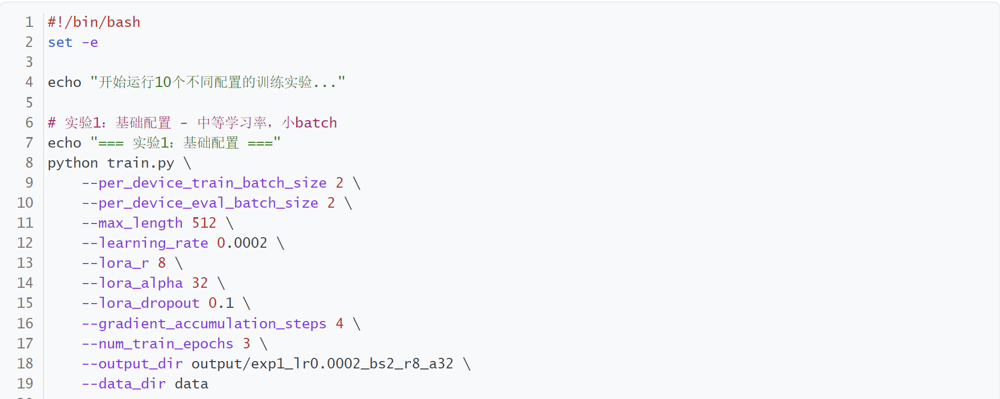 1 #!/bin/bash
2 set -e
3
4 echo "开始运行10个不同配置的训练实验..."
5
6 # 实验1：基础配置 - 中等学习率，小batch
7 echo "=== 实验1：基础配置 ==="
8 python train.py \
9     --per_device_train_batch_size 2 \
10     --per_device_eval_batch_size 2 \
11     --max_length 512 \
12     --learning_rate 0.0002 \
13     --lora_r 8 \
14     --lora_alpha 32 \
15     --lora_dropout 0.1 \
16     --gradient_accumulation_steps 4 \
17     --num_train_epochs 3 \
18     --output_dir output/exp1_lr0.0002_bs2_r8_a32 \
19     --data_dir data